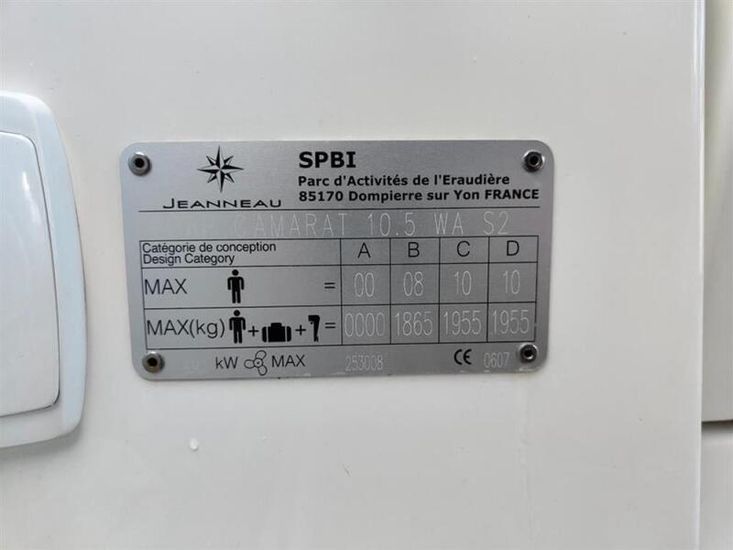 JEANNEAU
SPBI
Parc d'Activités de l'Eraudière
85170 Dompierre sur Yon FRANCE
CAMARAT 10.5 WA S2
Catégorie de conception
Design Category
A B C D
MAX = 00 08 10 10
MAX(kg) + + = 0000 1865 1955 1955
kW MAX 253008 CE 0607